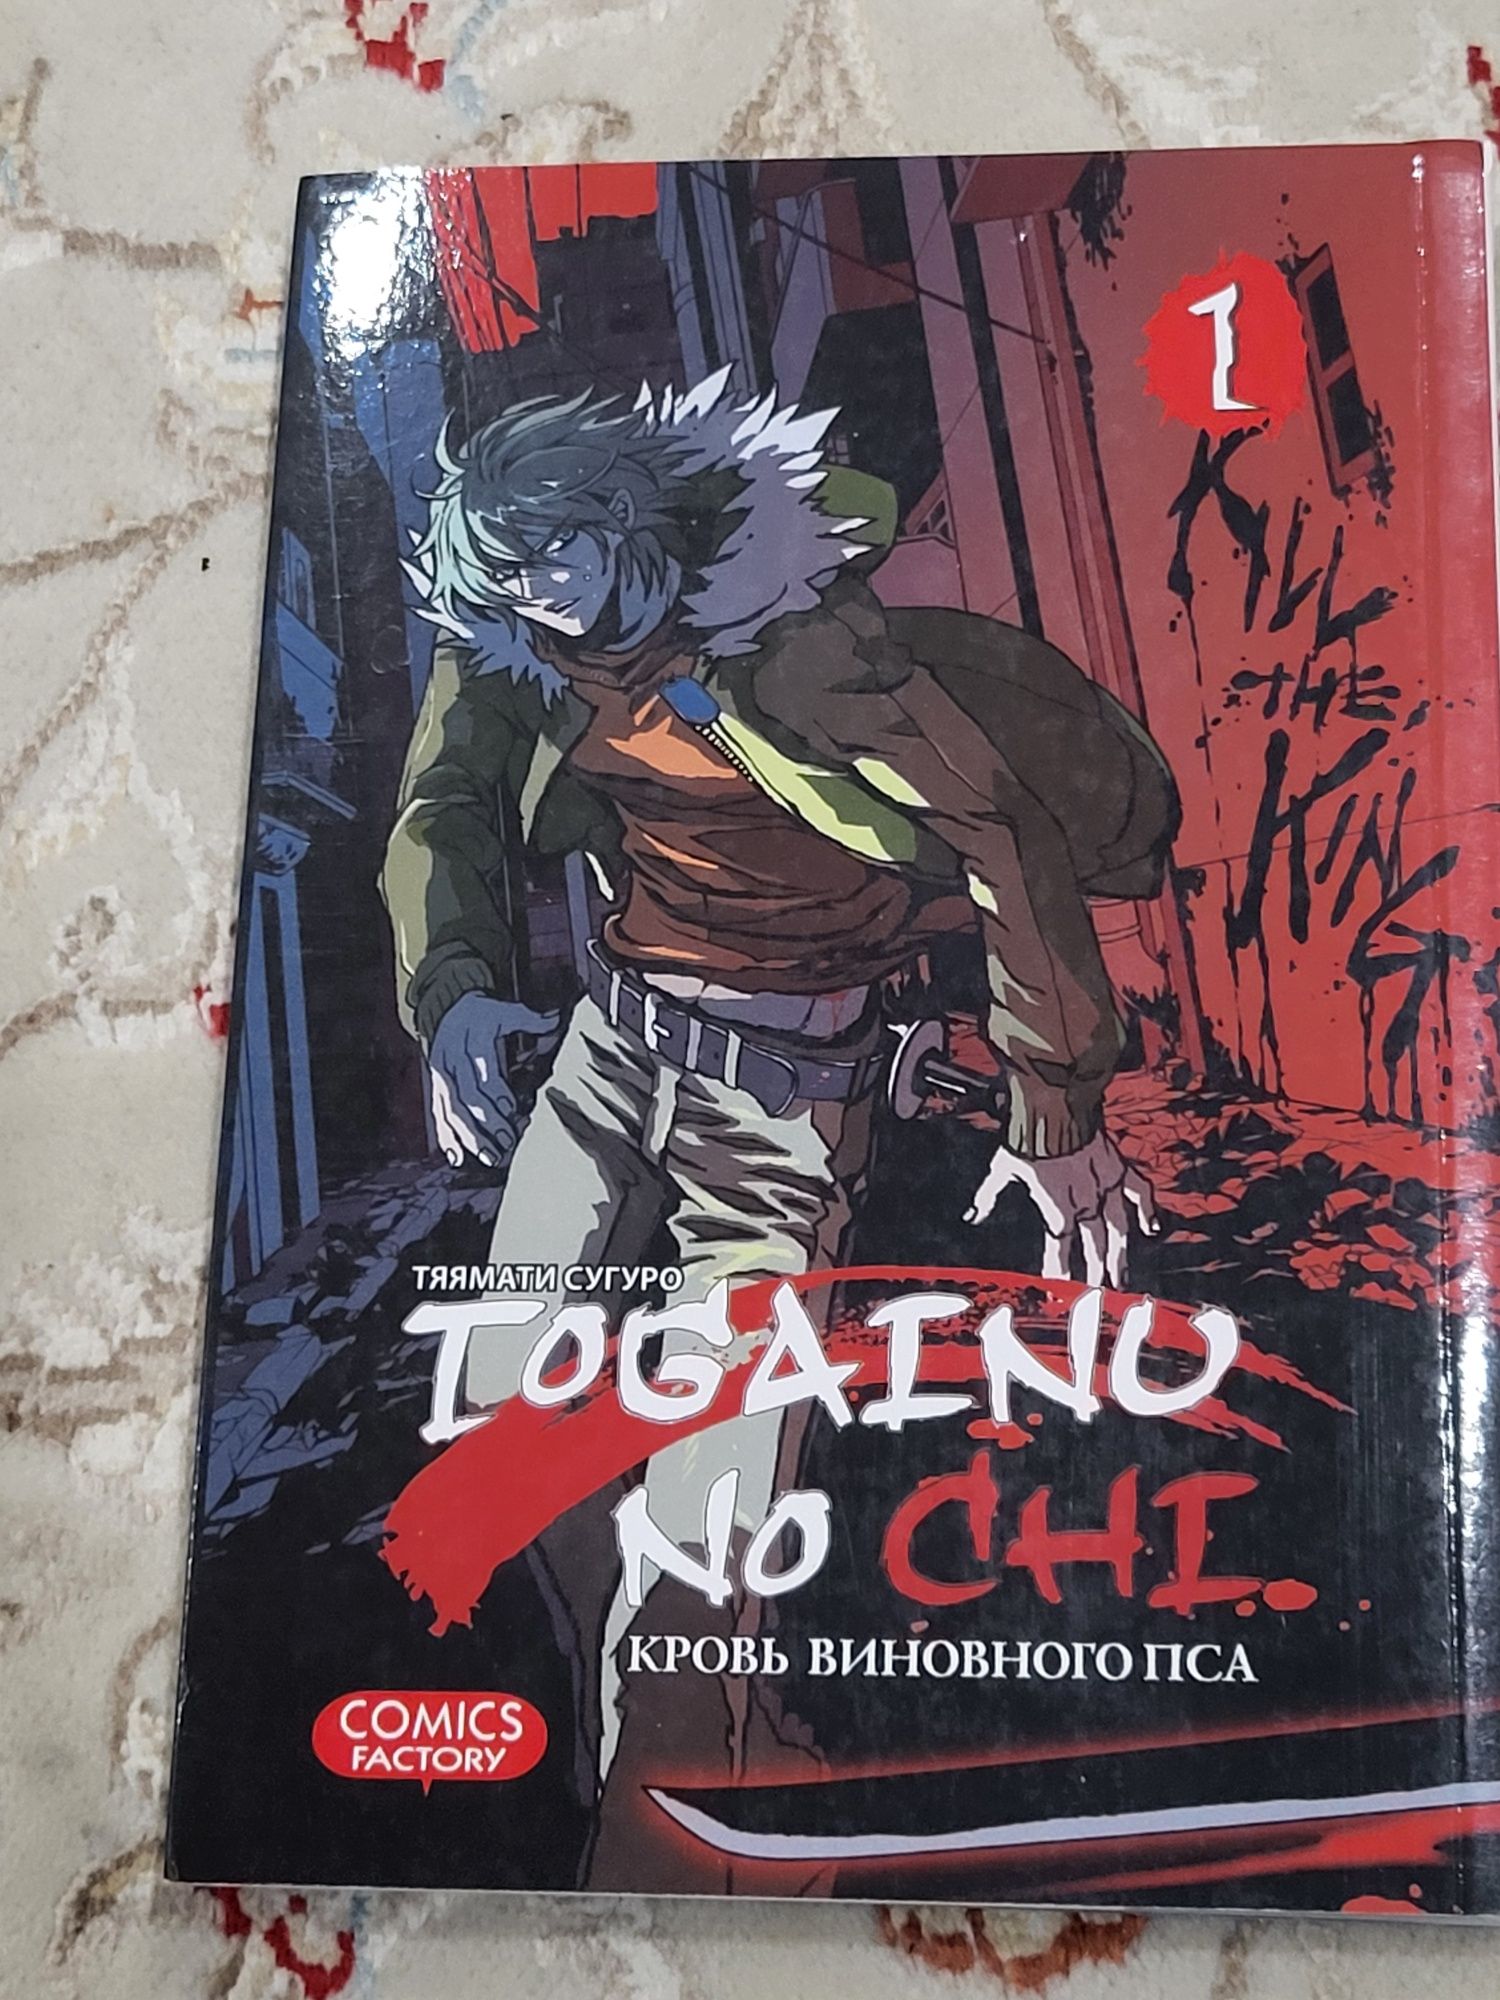 1
KILL
THE
KING
ТЯЯМАТИ СУГУРО
TOGAINU
NO CHI
КРОВЬ ВИНОВНОГО ПСА
COMICS
FACTORY